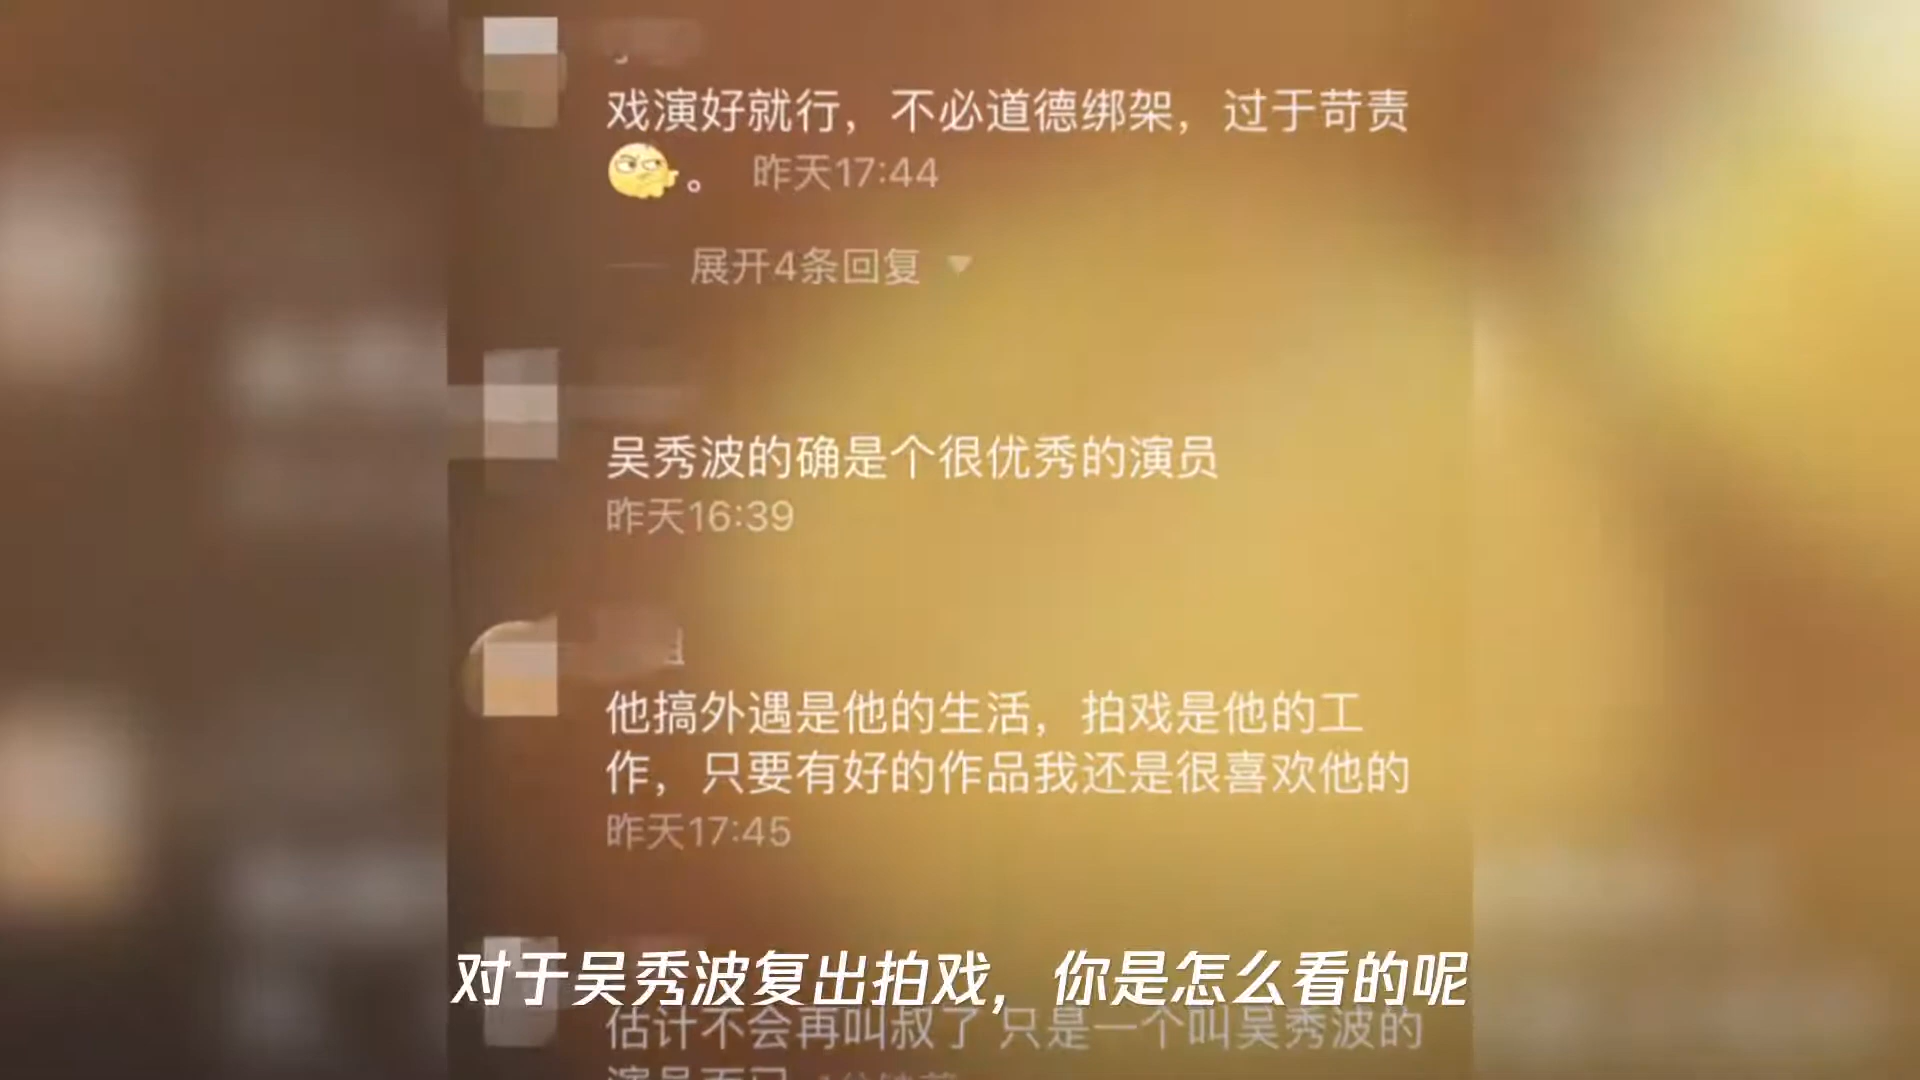 戏演好就行，不必道德绑架，过于苛责
。 昨天17:44
展开4条回复
吴秀波的确是个很优秀的演员
昨天16:39
他搞外遇是他的生活，拍戏是他的工
作，只要有好的作品我还是很喜欢他的
昨天17:45
对于吴秀波复出拍戏，你是怎么看的呢
估计不会再叫叔了 只是一个叫吴秀波的